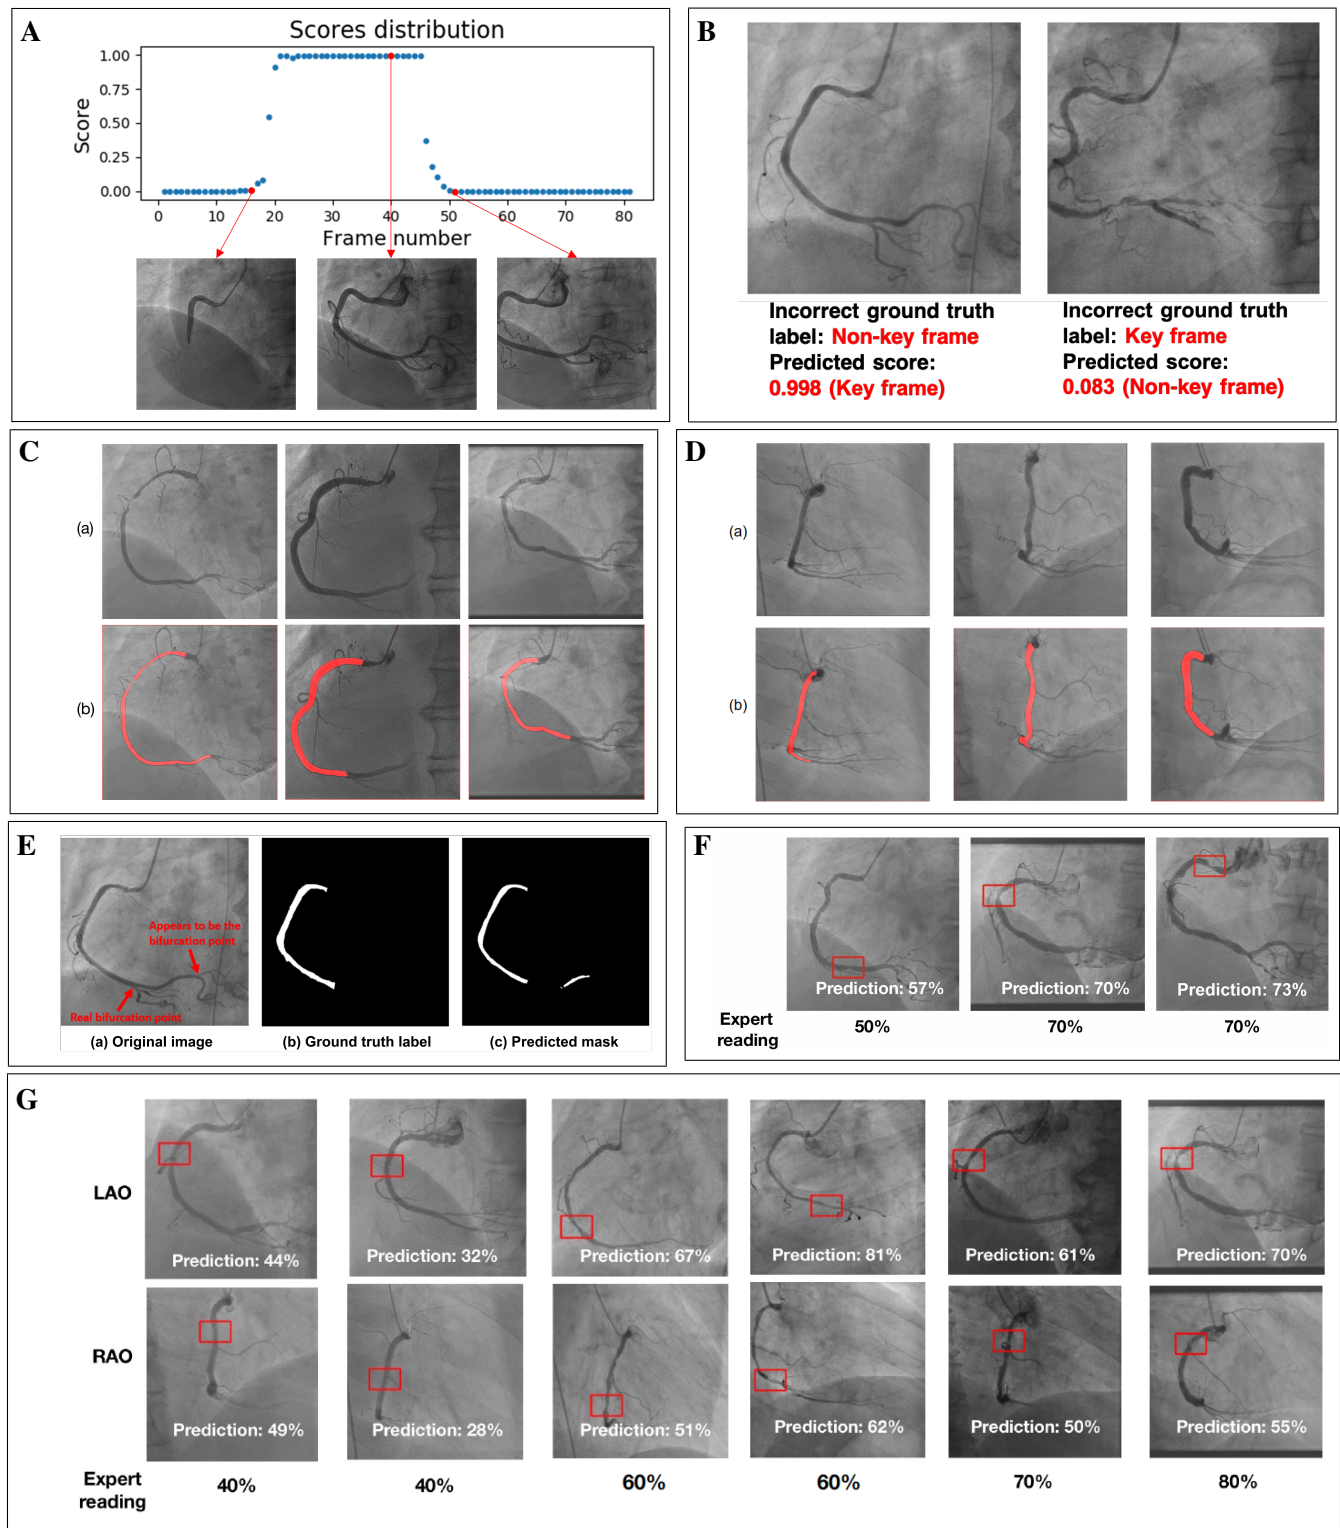 A
Scores distribution
Score
1.00
0.75
0.50
0.25
0.00
0 10 20 30 40 50 60 70 80
Frame number
B
Incorrect ground truth
label: Non-key frame
Predicted score:
0.998 (Key frame)
Incorrect ground truth
label: Key frame
Predicted score:
0.083 (Non-key frame)
C
(a)
(b)
D
(a)
(b)
E
Appears to be the
bifurcation point
Real bifurcation point
(a) Original image
(b) Ground truth label
(c) Predicted mask
F
Prediction: 57%
Prediction: 70%
Prediction: 73%
Expert
reading
50%
70%
70%
G
LAO
Prediction: 44%
Prediction: 32%
Prediction: 67%
Prediction: 81%
Prediction: 61%
Prediction: 70%
RAO
Prediction: 49%
Prediction: 28%
Prediction: 51%
Prediction: 62%
Prediction: 50%
Prediction: 55%
Expert
reading
40%
40%
60%
60%
70%
80%